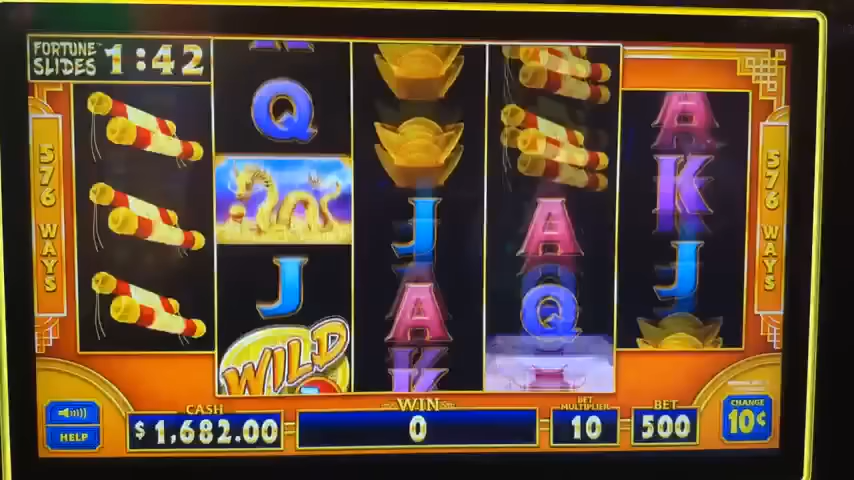 FORTUNE
SLIDES
1:42
576 WAYS
576 WAYS
A
Q
K
J
J
A
J
J
WILD
A
Q
K
HELP
CASH
$1,682.00
WIN
0
BET
MULTIPLIER
10
BET
500
CHANGE
10¢